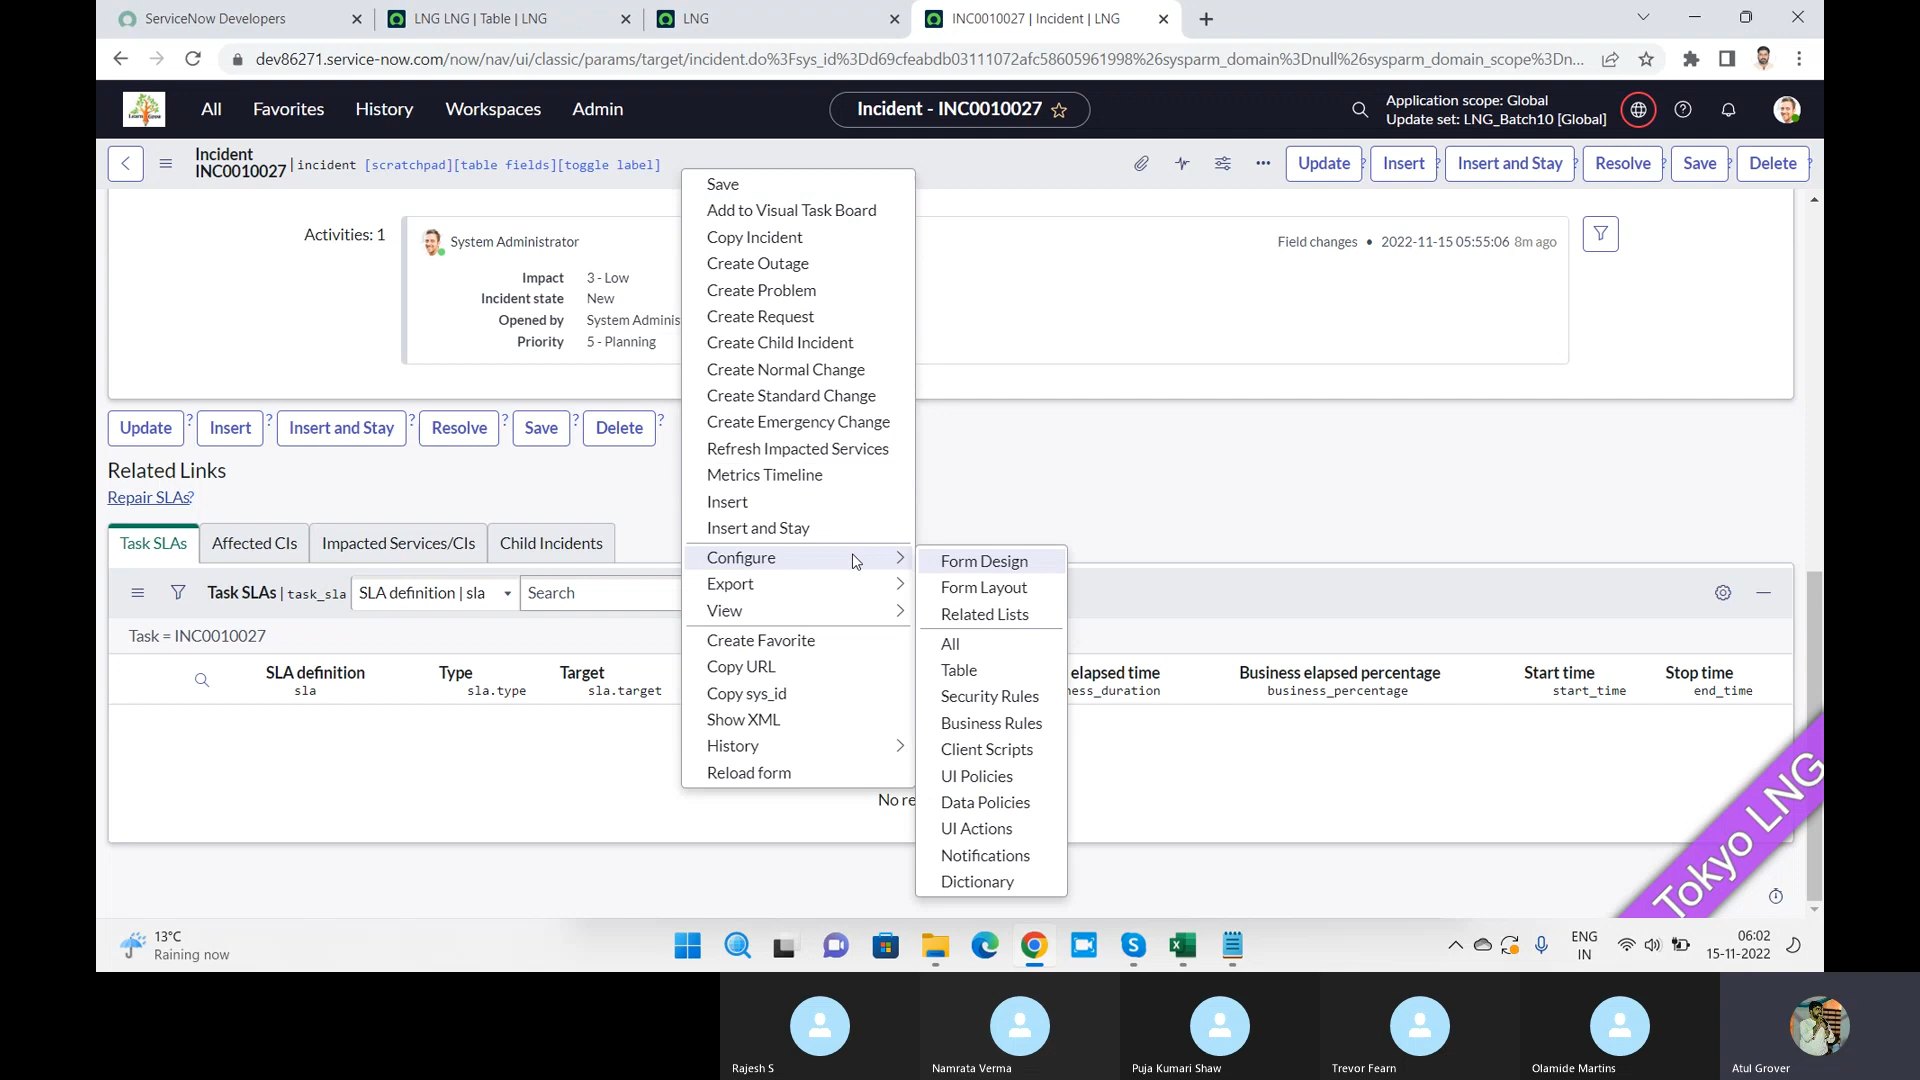 ServiceNow Developers
LNG LNG | Table | LNG
LNG
INC0010027 | Incident | LNG
dev86271.service-now.com/now/nav/ui/classic/params/target/incident.do%3Fsys_id%3Dd69cfeabdb03111072afc58605961998%26sysparm_domain%3Dnull%26sysparm_domain_scope%3Dn...
All
Favorites
History
Workspaces
Admin
Incident - INC0010027
Application scope: Global
Update set: LNG_Batch10 [Global]
Incident
INC0010027 | incident [scratchpad][table fields][toggle label]
Update ?
Insert ?
Insert and Stay ?
Resolve ?
Save ?
Delete ?
Activities: 1
System Administrator
Field changes • 2022-11-15 05:55:06 8m ago
Impact 3 - Low
Incident state New
Opened by System Adminis
Priority 5 - Planning
Update ?
Insert ?
Insert and Stay ?
Resolve ?
Save ?
Delete ?
Related Links
Repair SLAs?
Task SLAs
Affected CIs
Impacted Services/CIs
Child Incidents
Task SLAs | task_sla
SLA definition | sla
Search
Task = INC0010027
SLA definition
sla
Type
sla.type
Target
sla.target
elapsed time
ness_duration
Business elapsed percentage
business_percentage
Start time
start_time
Stop time
end_time
No re
Save
Add to Visual Task Board
Copy Incident
Create Outage
Create Problem
Create Request
Create Child Incident
Create Normal Change
Create Standard Change
Create Emergency Change
Refresh Impacted Services
Metrics Timeline
Insert
Insert and Stay
Configure
Export
View
Create Favorite
Copy URL
Copy sys_id
Show XML
History
Reload form
Form Design
Form Layout
Related Lists
All
Table
Security Rules
Business Rules
Client Scripts
UI Policies
Data Policies
UI Actions
Notifications
Dictionary
Tokyo LNG
13°C
Raining now
ENG
IN
06:02
15-11-2022
Rajesh S
Namrata Verma
Puja Kumari Shaw
Trevor Fearn
Olamide Martins
Atul Grover